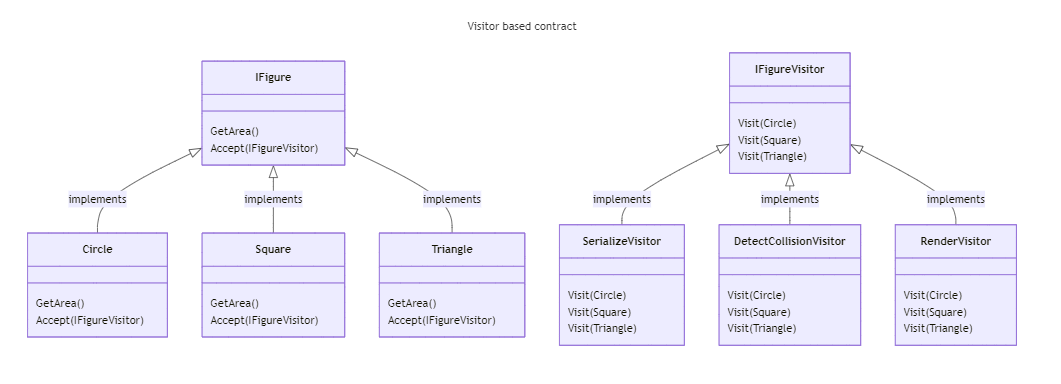 Visitor based contract
IFigure
GetArea()
Accept(IFigureVisitor)
IFigureVisitor
Visit(Circle)
Visit(Square)
Visit(Triangle)
implements
implements
implements
implements
implements
implements
Circle
GetArea()
Accept(IFigureVisitor)
Square
GetArea()
Accept(IFigureVisitor)
Triangle
GetArea()
Accept(IFigureVisitor)
SerializeVisitor
Visit(Circle)
Visit(Square)
Visit(Triangle)
DetectCollisionVisitor
Visit(Circle)
Visit(Square)
Visit(Triangle)
RenderVisitor
Visit(Circle)
Visit(Square)
Visit(Triangle)